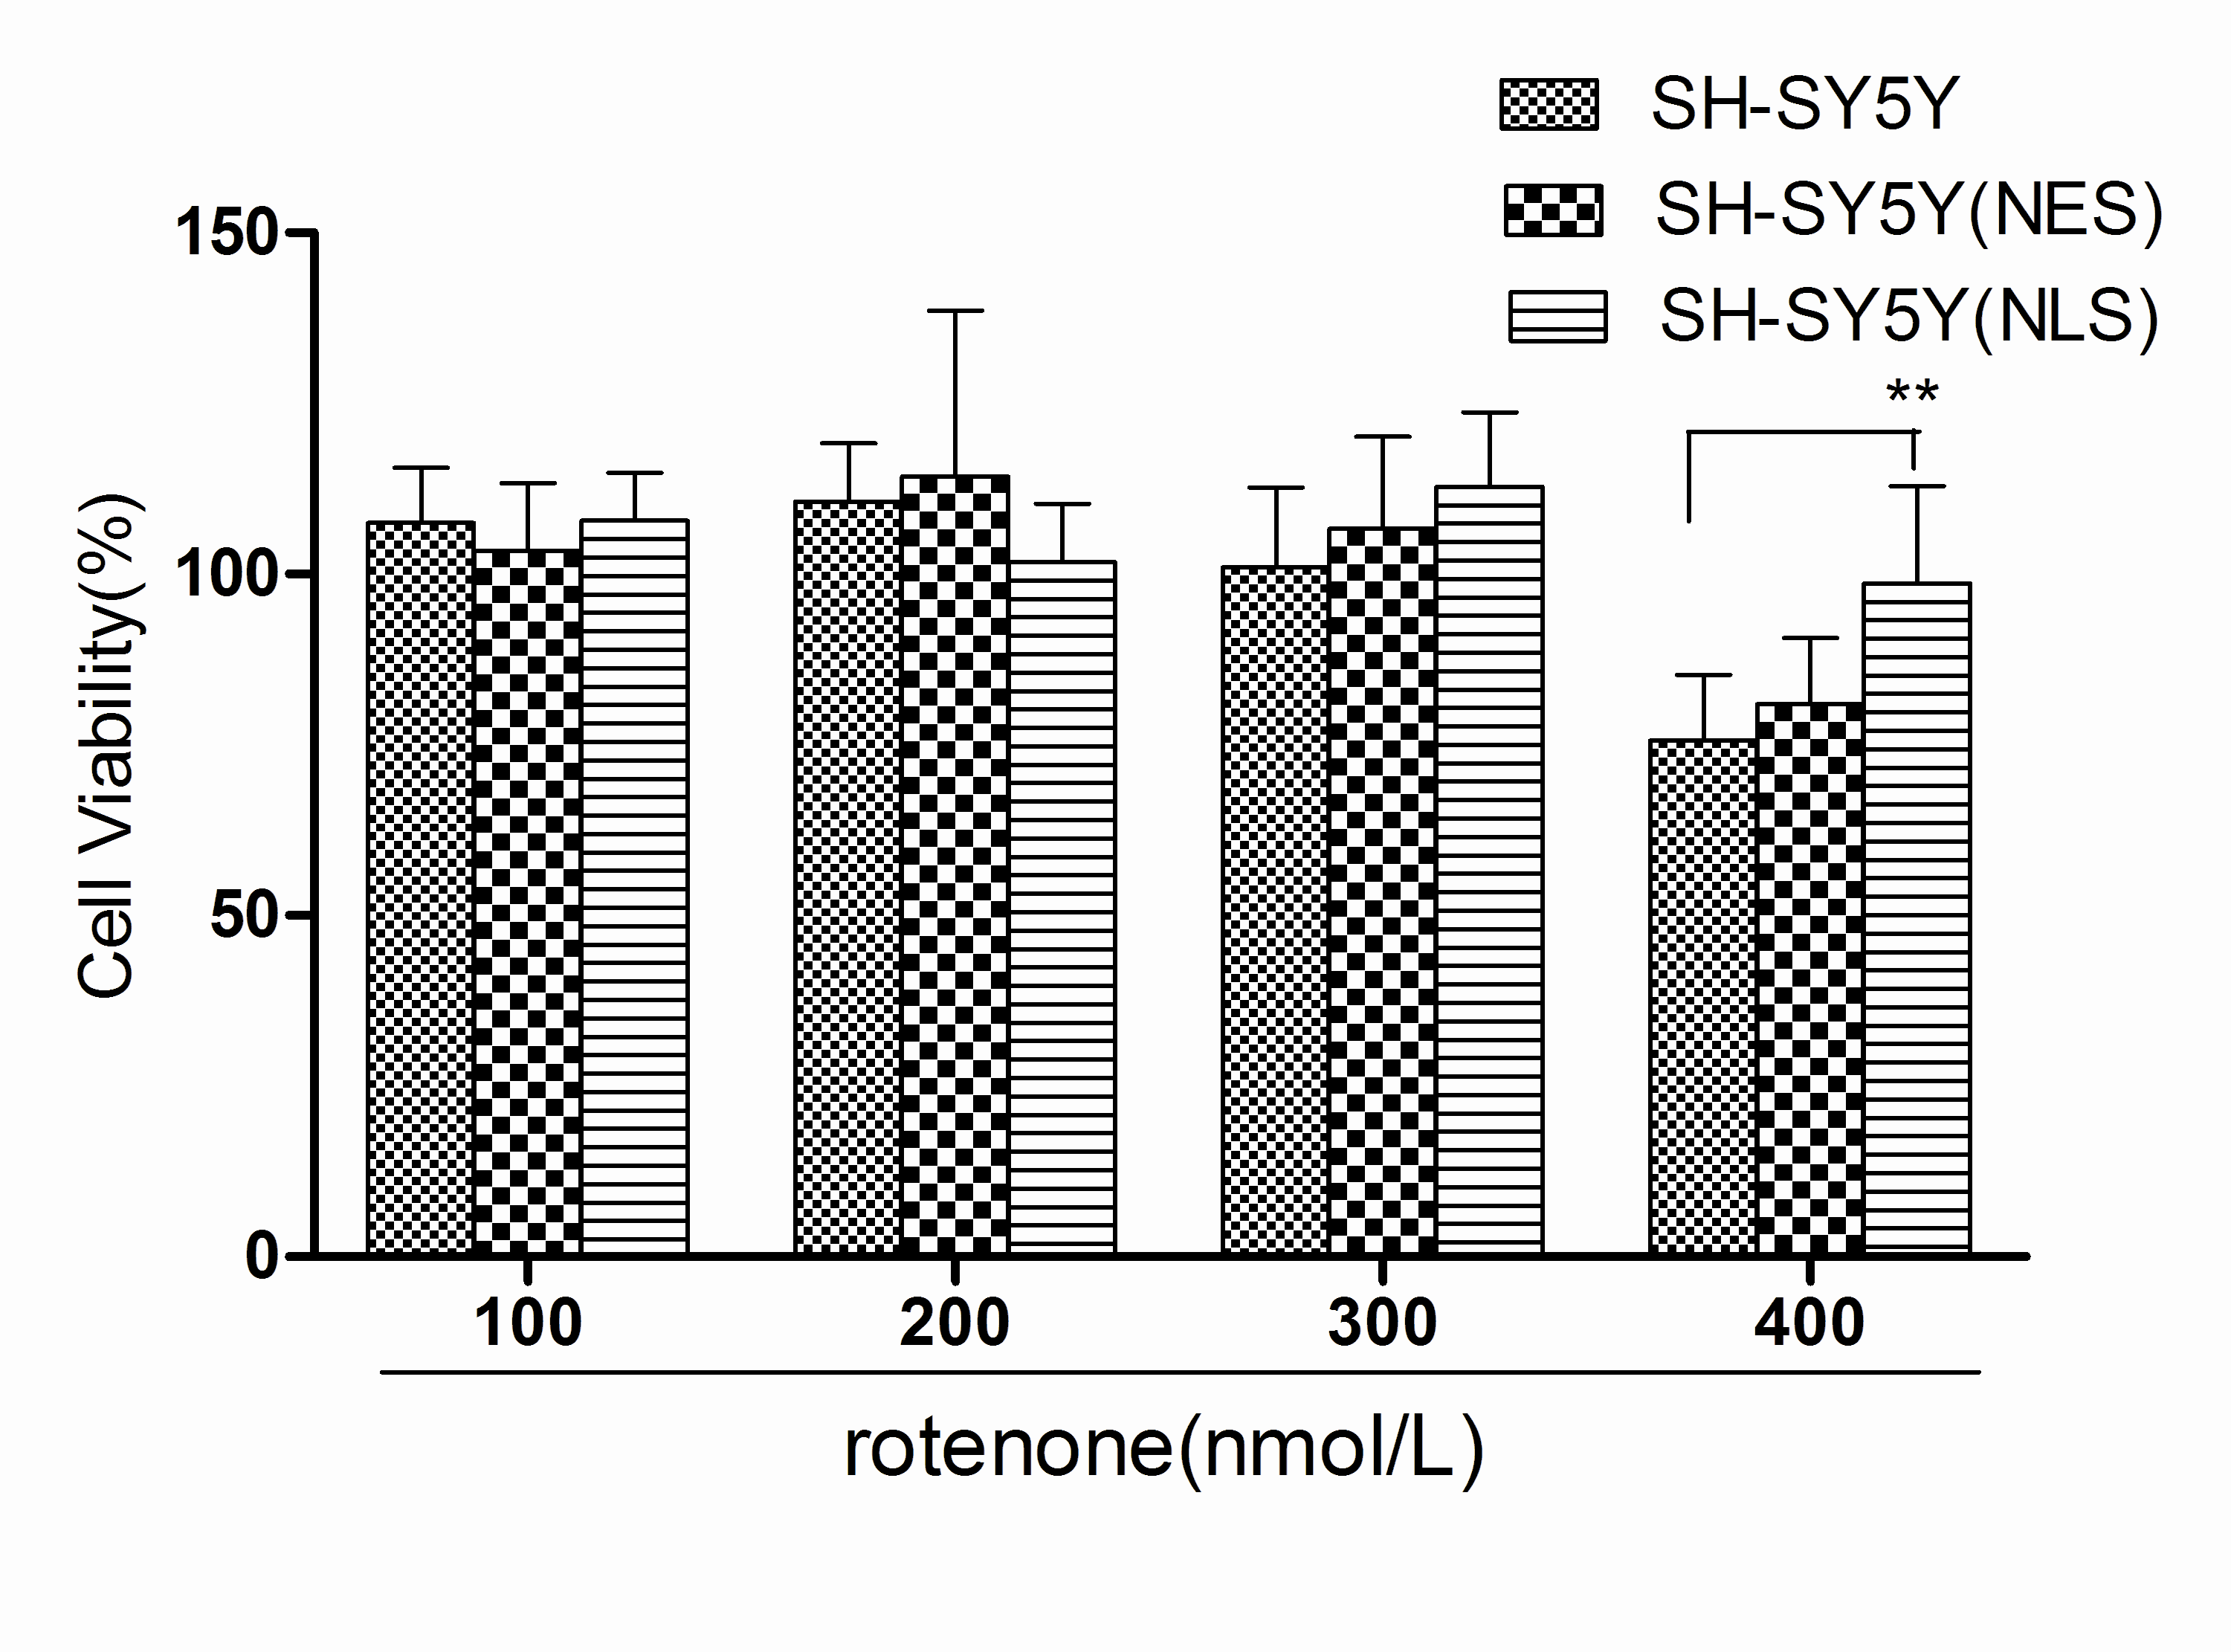 SH-SY5Y
SH-SY5Y(NES)
SH-SY5Y(NLS)
**
150
100
50
0
Cell Viability(%)
100 200 300 400
rotenone(nmol/L)